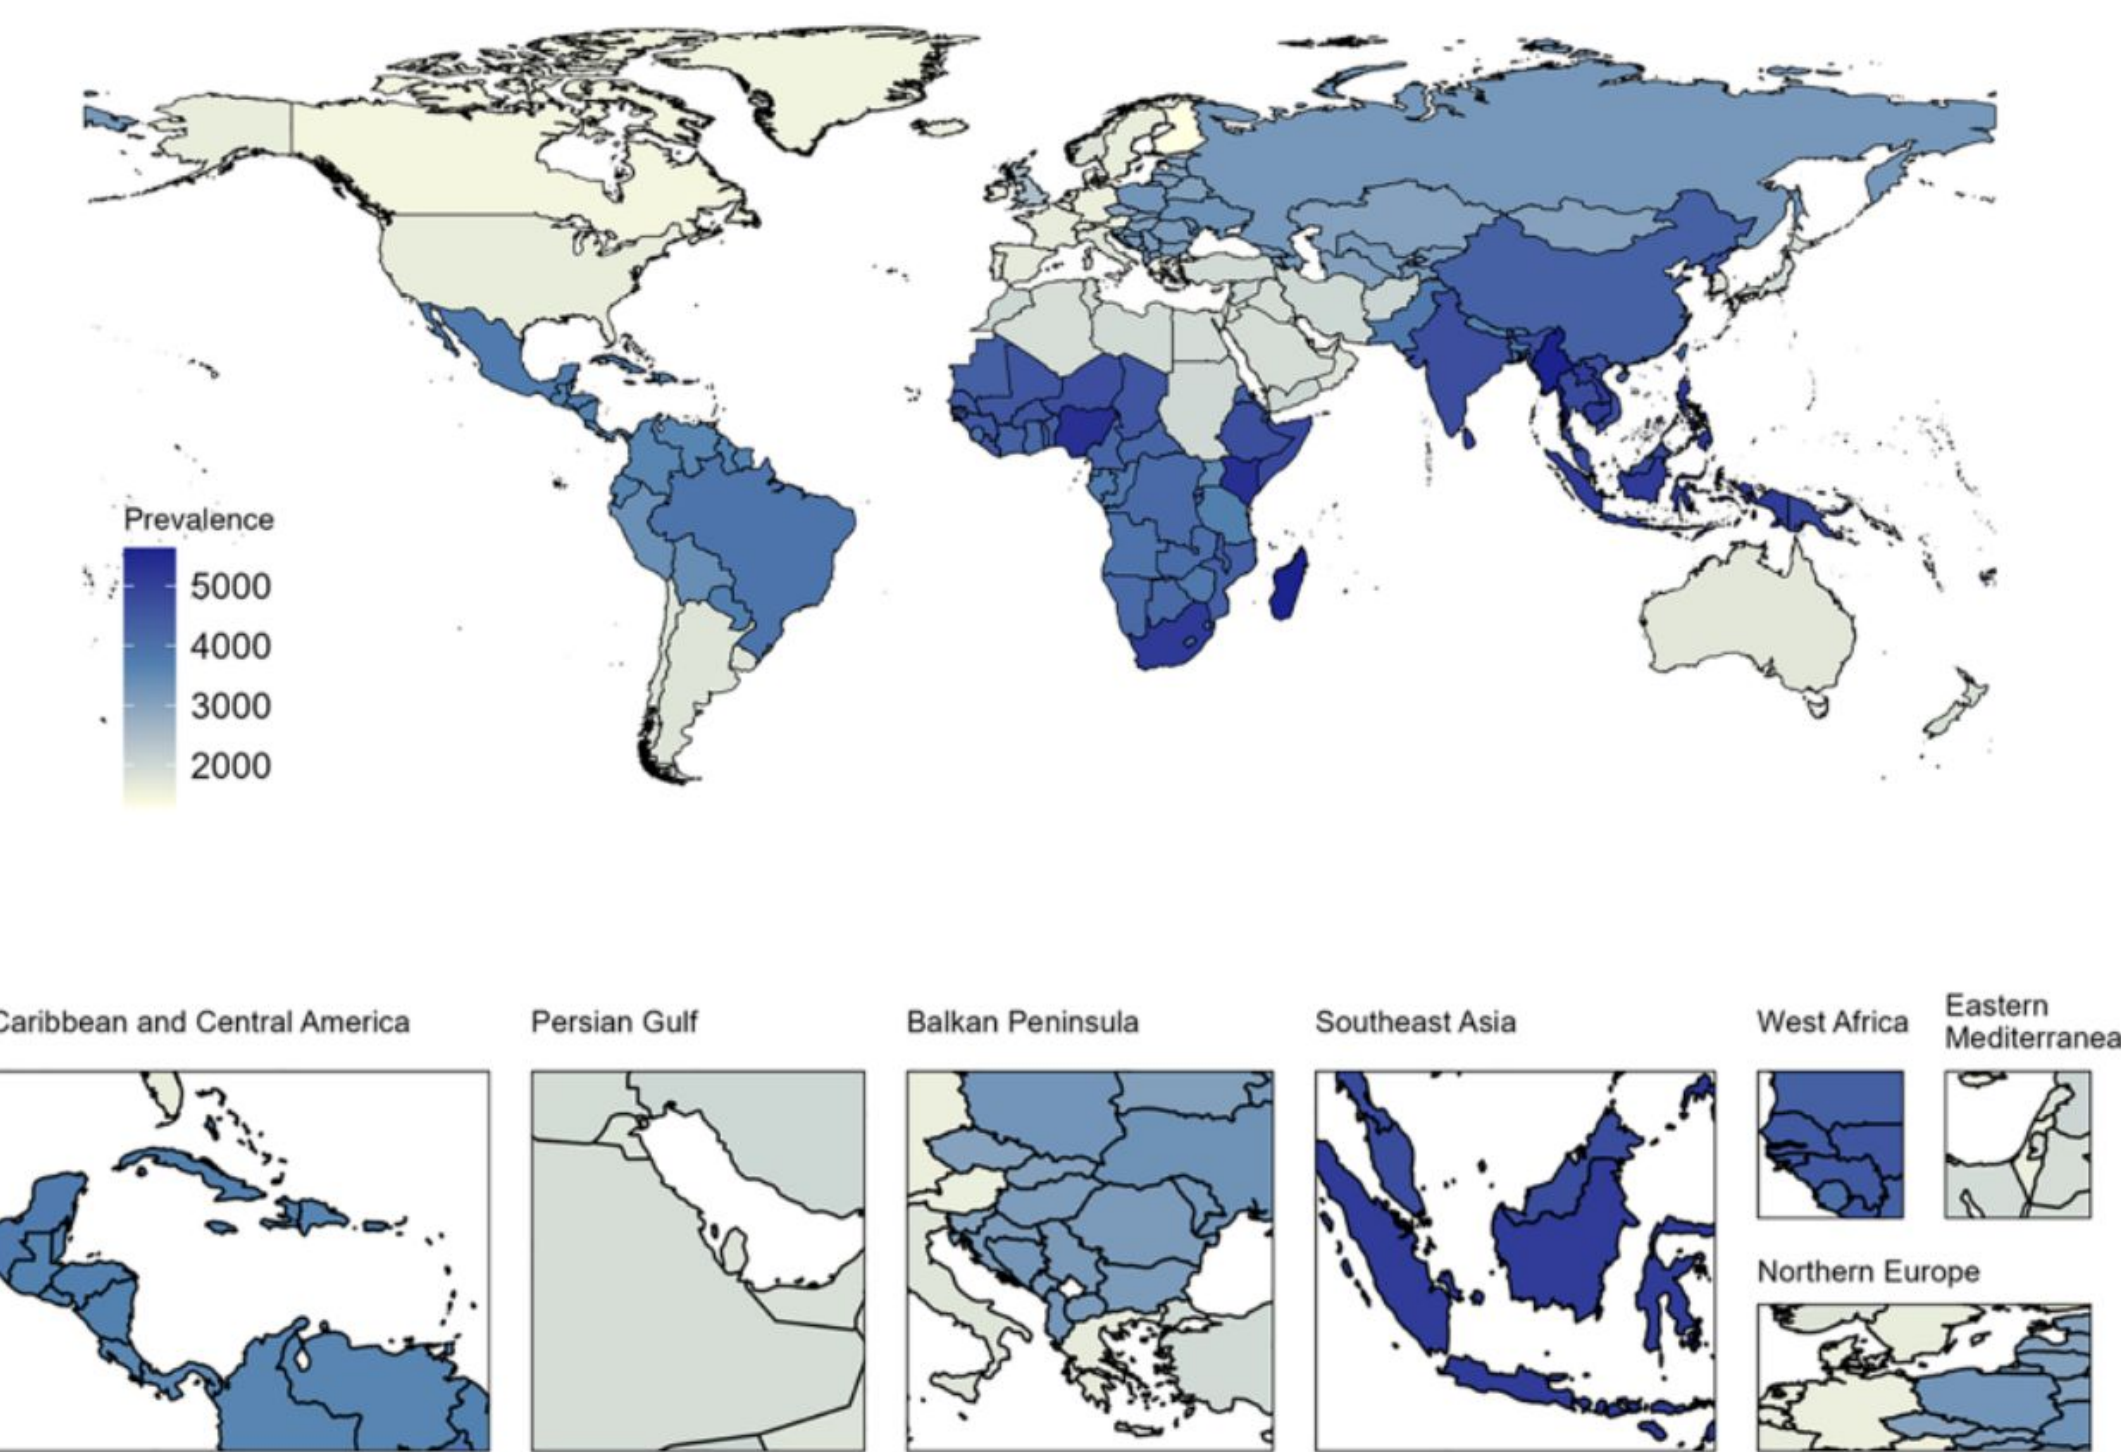 Prevalence
5000
4000
3000
2000
Caribbean and Central America
Persian Gulf
Balkan Peninsula
Southeast Asia
West Africa
Eastern
Mediterranea
Northern Europe